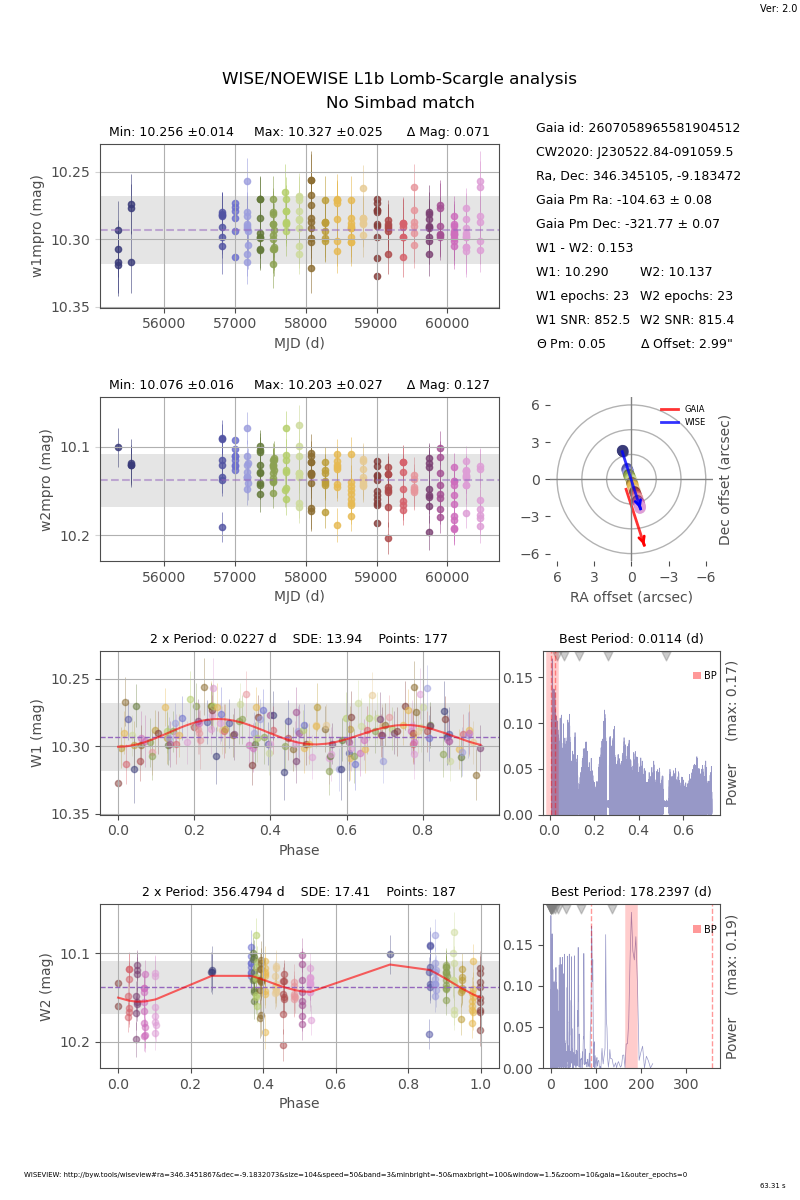 Ver: 2.0
WISE/NOEWISE L1b Lomb-Scargle analysis
No Simbad match
Min: 10.256 ±0.014 Max: 10.327 ±0.025 Δ Mag: 0.071
10.25
10.30
10.35
w1mpro (mag)
56000 57000 58000 59000 60000
MJD (d)
Gaia id: 2607058965581904512
CW2020: J230522.84-091059.5
Ra, Dec: 346.345105, -9.183472
Gaia Pm Ra: -104.63 ± 0.08
Gaia Pm Dec: -321.77 ± 0.07
W1 - W2: 0.153
W1: 10.290 W2: 10.137
W1 epochs: 23 W2 epochs: 23
W1 SNR: 852.5 W2 SNR: 815.4
Θ Pm: 0.05 Δ Offset: 2.99"
Min: 10.076 ±0.016 Max: 10.203 ±0.027 Δ Mag: 0.127
10.1
10.2
w2mpro (mag)
56000 57000 58000 59000 60000
MJD (d)
GAIA
WISE
6
3
0
−3
−6
6 3 0 −3 −6
RA offset (arcsec)
Dec offset (arcsec)
2 x Period: 0.0227 d SDE: 13.94 Points: 177
10.25
10.30
10.35
W1 (mag)
0.0 0.2 0.4 0.6 0.8
Phase
Best Period: 0.0114 (d)
BP
0.15
0.10
0.05
0.00
0.0 0.2 0.4 0.6
Power (max: 0.17)
2 x Period: 356.4794 d SDE: 17.41 Points: 187
10.1
10.2
W2 (mag)
0.0 0.2 0.4 0.6 0.8 1.0
Phase
Best Period: 178.2397 (d)
BP
0.15
0.10
0.05
0.00
0 100 200 300
Power (max: 0.19)
WISEVIEW: http://byw.tools/wiseview#ra=346.3451867&dec=-9.1832073&size=104&speed=50&band=3&minbright=-50&maxbright=100&window=1.5&zoom=10&gaia=1&outer_epochs=0
63.31 s